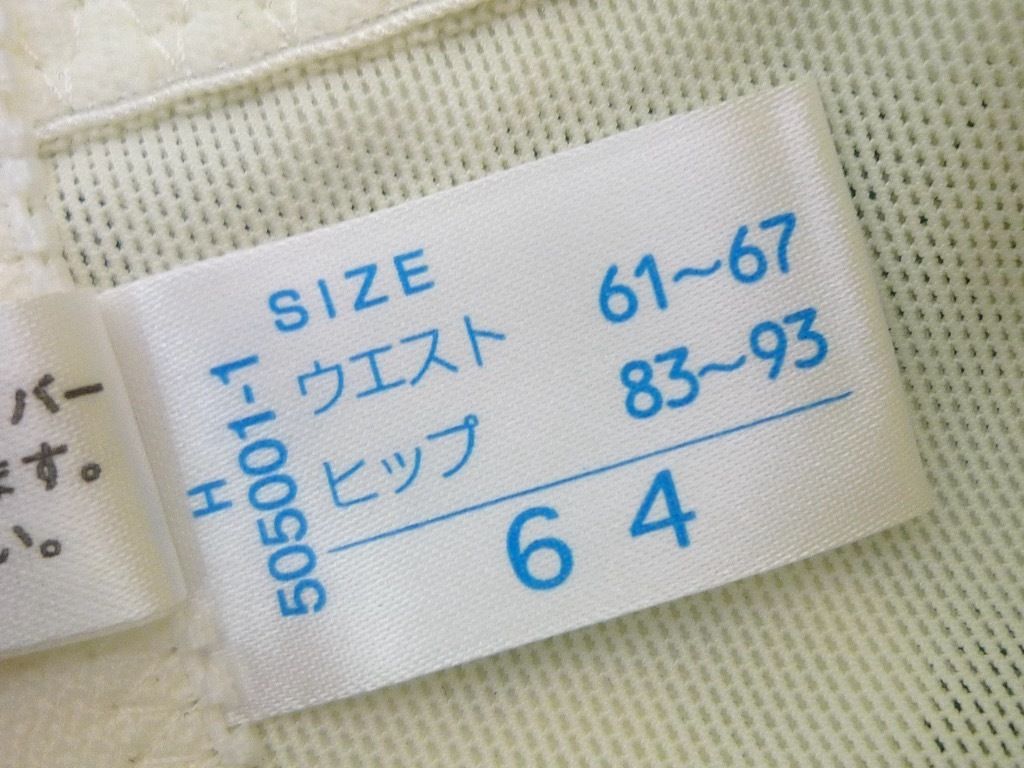 SIZE
ウエスト 61～67
ヒップ 83～93
64
H
505001-1
バー
ます。
い。